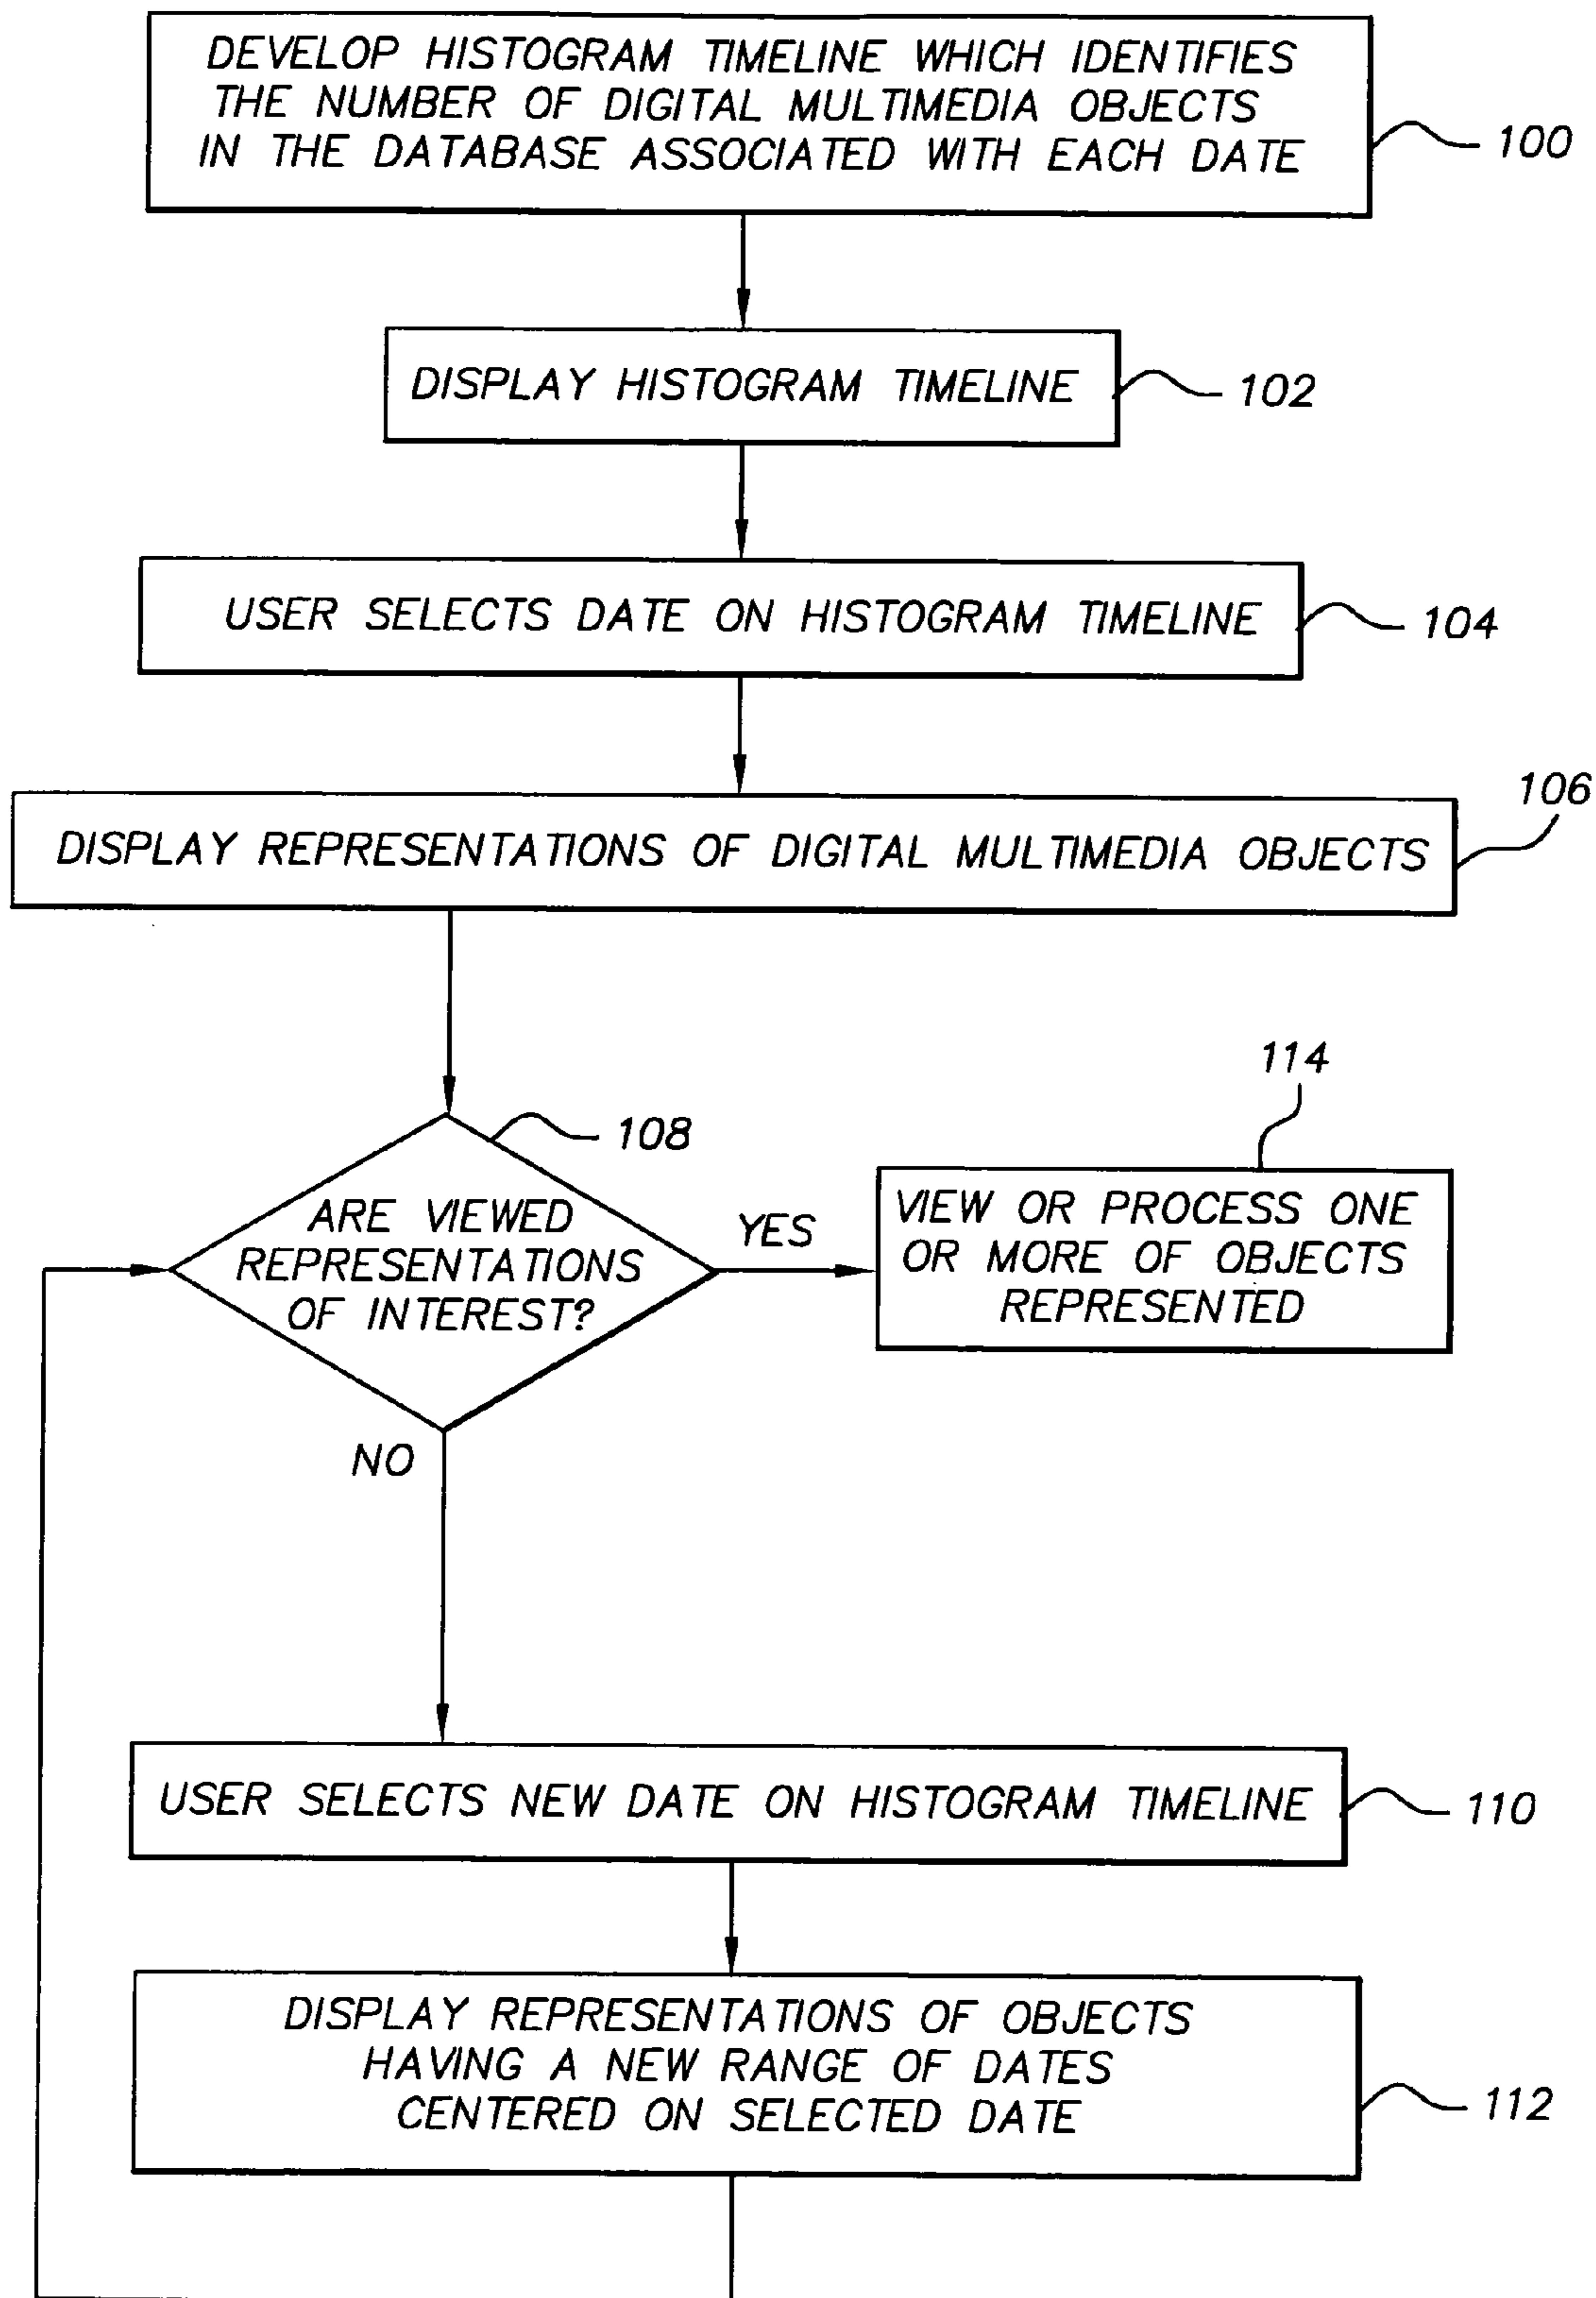 DEVELOP HISTOGRAM TIMELINE WHICH IDENTIFIES
THE NUMBER OF DIGITAL MULTIMEDIA OBJECTS
IN THE DATABASE ASSOCIATED WITH EACH DATE
100
DISPLAY HISTOGRAM TIMELINE
102
USER SELECTS DATE ON HISTOGRAM TIMELINE
104
106
DISPLAY REPRESENTATIONS OF DIGITAL MULTIMEDIA OBJECTS
108
ARE VIEWED
REPRESENTATIONS
OF INTEREST?
YES
114
VIEW OR PROCESS ONE
OR MORE OF OBJECTS
REPRESENTED
NO
USER SELECTS NEW DATE ON HISTOGRAM TIMELINE
110
DISPLAY REPRESENTATIONS OF OBJECTS
HAVING A NEW RANGE OF DATES
CENTERED ON SELECTED DATE
112